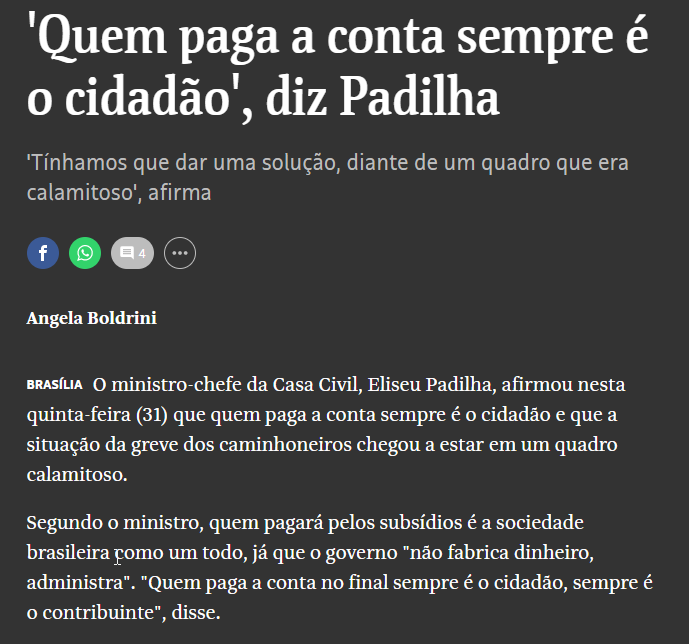 'Quem paga a conta sempre é
o cidadão', diz Padilha
'Tínhamos que dar uma solução, diante de um quadro que era
calamitoso', afirma
4
Angela Boldrini
BRASÍLIA O ministro-chefe da Casa Civil, Eliseu Padilha, afirmou nesta
quinta-feira (31) que quem paga a conta sempre é o cidadão e que a
situação da greve dos caminhoneiros chegou a estar em um quadro
calamitoso.
Segundo o ministro, quem pagará pelos subsídios é a sociedade
brasileira como um todo, já que o governo "não fabrica dinheiro,
administra". "Quem paga a conta no final sempre é o cidadão, sempre é
o contribuinte", disse.